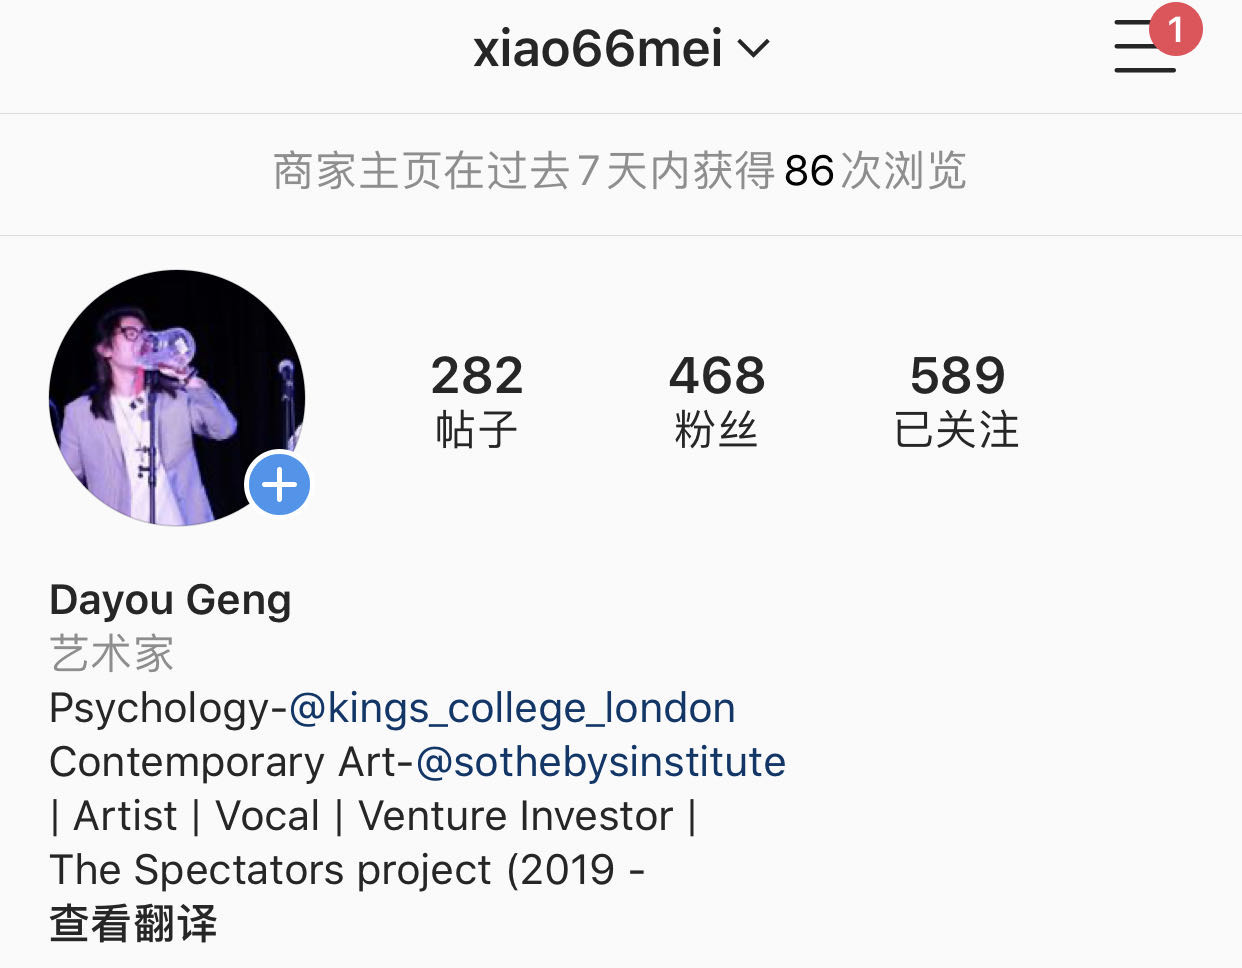 xiao66mei
1
商家主页在过去7天内获得86次浏览
282 468 589
帖子 粉丝 已关注
Dayou Geng
艺术家
Psychology-@kings_college_london
Contemporary Art-@sothebysinstitute
| Artist | Vocal | Venture Investor |
The Spectators project (2019 -
查看翻译